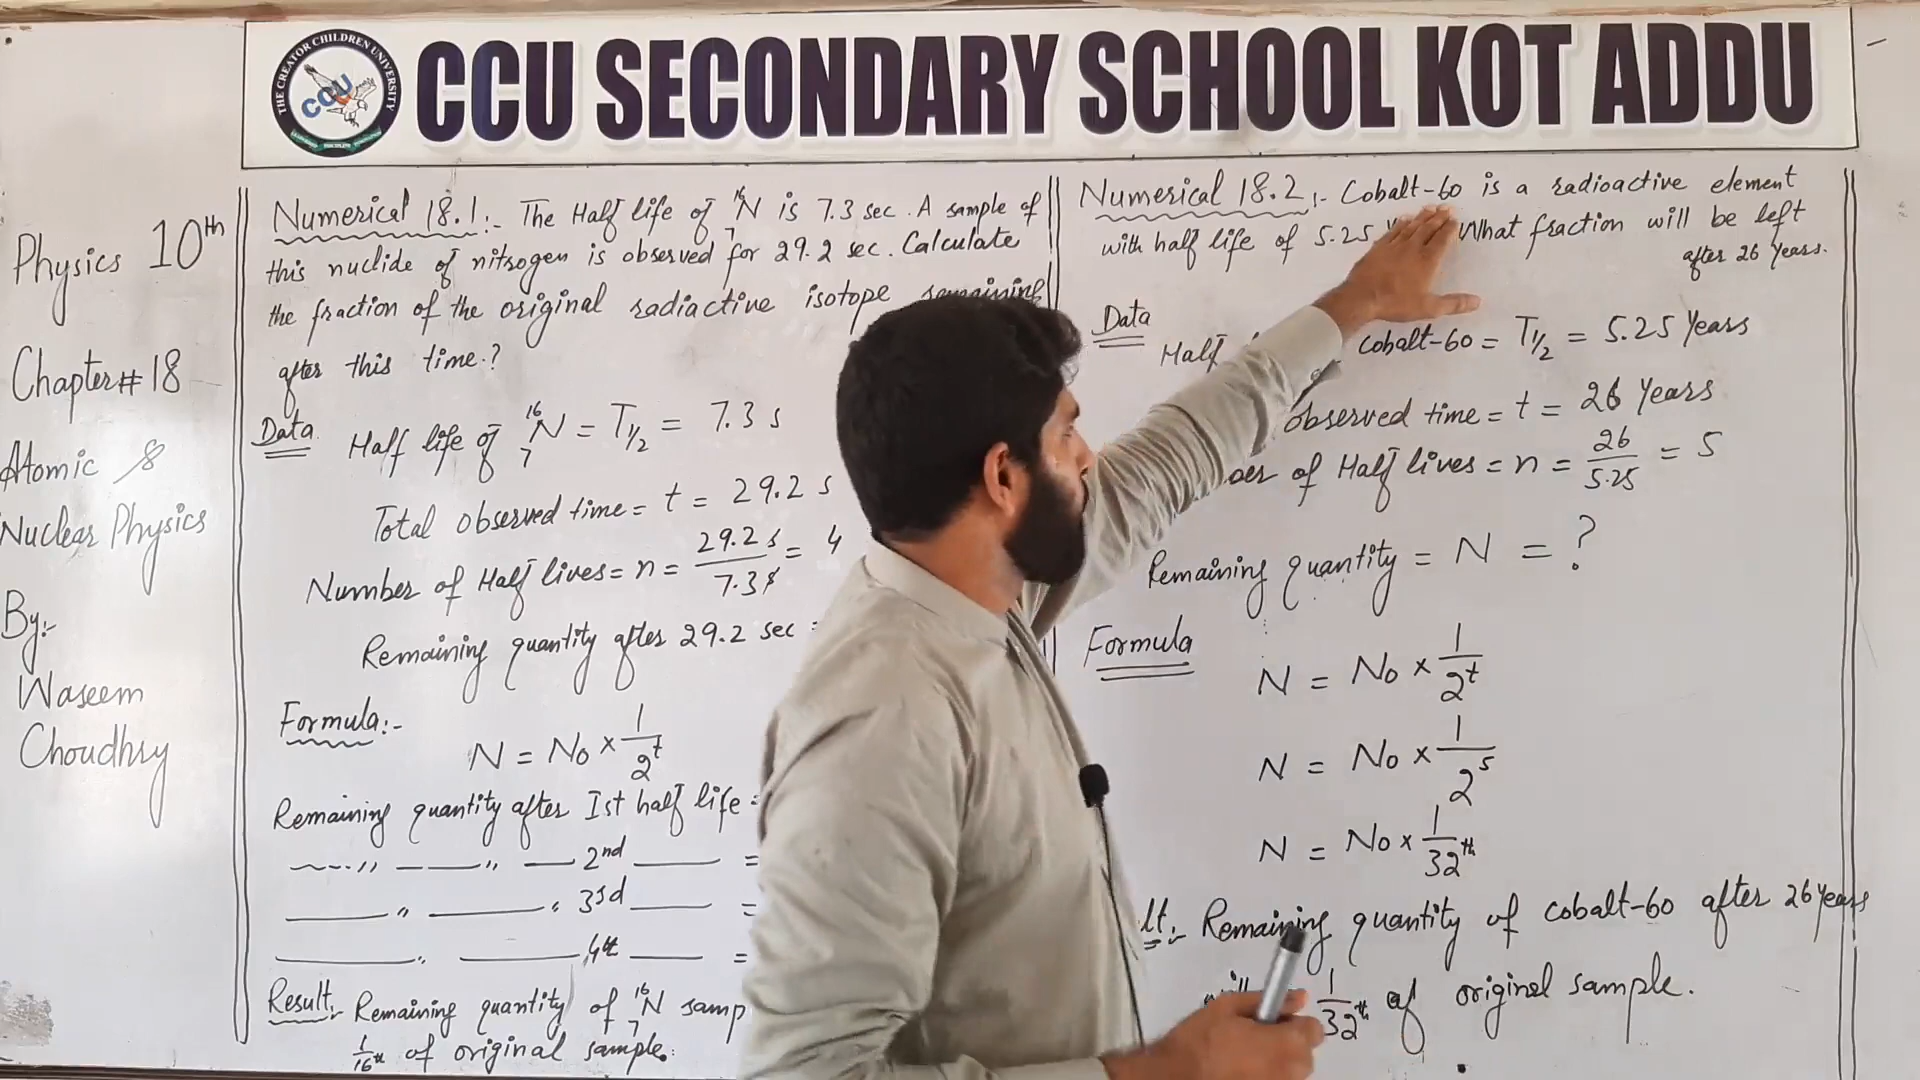 THE CREATOR CHILDREN UNIVERSITY
CCU
CCU SECONDARY SCHOOL KOT ADDU
Physics 10th
Chapter # 18
Atomic &
Nuclear Physics
By:-
Waseem
Choudhry
Numerical 18.1:- The Half life of 16 7 N is 7.3 sec. A sample of
this nuclide of nitrogen is observed for 29.2 sec. Calculate
the fraction of the original radiactive isotope remaining
after this time.?
Data
Half life of 16 7 N = T1/2 = 7.3 s
Total observed time = t = 29.2 s
Number of Half lives = n = 29.2 s / 7.3 s = 4
Remaining quantity after 29.2 sec =
Formula:-
N = No × 1/2^t
Remaining quantity after Ist half life =
~~~ " —— " — 2nd —— =
—— " —— " 3rd —— =
—— " —— 4th —— =
Result:- Remaining quantity of 16 7 N samp
1/16th of original sample.
Numerical 18.2:- Cobalt-60 is a radioactive element
with half life of 5.25 What fraction will be left
after 26 Years.
Data
Half cobalt-60 = T1/2 = 5.25 Years
observed time = t = 26 Years
ber of Half lives = n = 26/5.25 = 5
Remaining quantity = N = ?
Formula
N = No × 1/2^t
N = No × 1/2^5
N = No × 1/32th
lt:- Remaining quantity of cobalt-60 after 26 Years
1/32th of original sample.